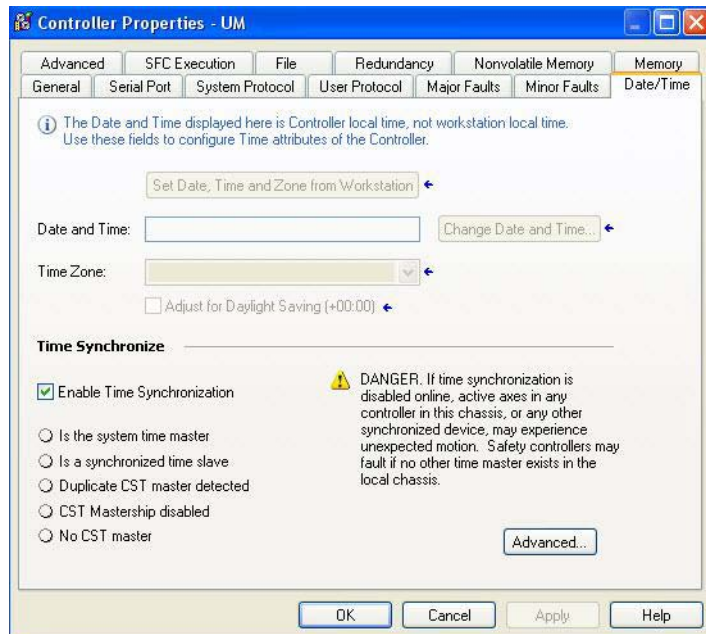 Controller Properties - UM
Advanced SFC Execution File Redundancy Nonvolatile Memory Memory
General Serial Port System Protocol User Protocol Major Faults Minor Faults Date/Time
The Date and Time displayed here is Controller local time, not workstation local time.
Use these fields to configure Time attributes of the Controller.
Set Date, Time and Zone from Workstation
Date and Time: Change Date and Time...
Time Zone:
Adjust for Daylight Saving (+00:00)
Time Synchronize
Enable Time Synchronization
Is the system time master
Is a synchronized time slave
Duplicate CST master detected
CST Mastership disabled
No CST master
DANGER. If time synchronization is
disabled online, active axes in any
controller in this chassis, or any other
synchronized device, may experience
unexpected motion. Safety controllers may
fault if no other time master exists in the
local chassis.
Advanced...
OK Cancel Apply Help